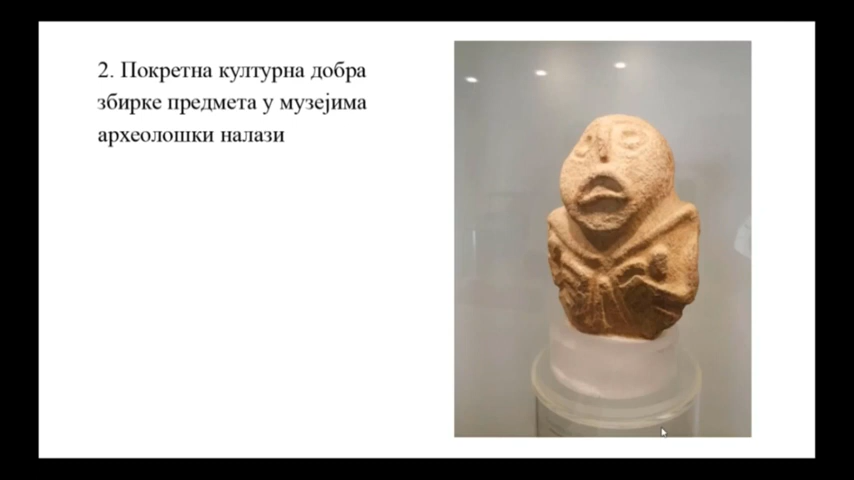 2. Покретна културна добра
збирке предмета у музејима
археолошки налази